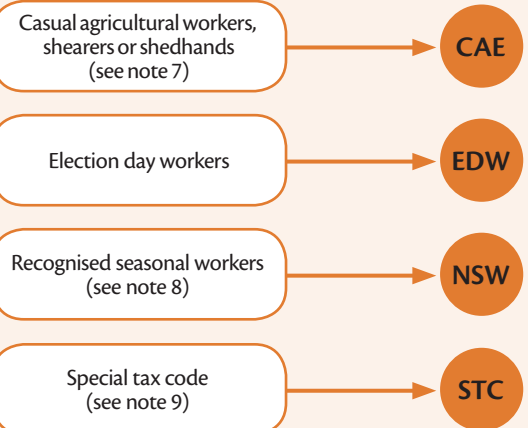 Casual agricultural workers,
shearers or shedhands
(see note 7)
CAE
Election day workers
EDW
Recognised seasonal workers
(see note 8)
NSW
Special tax code
(see note 9)
STC